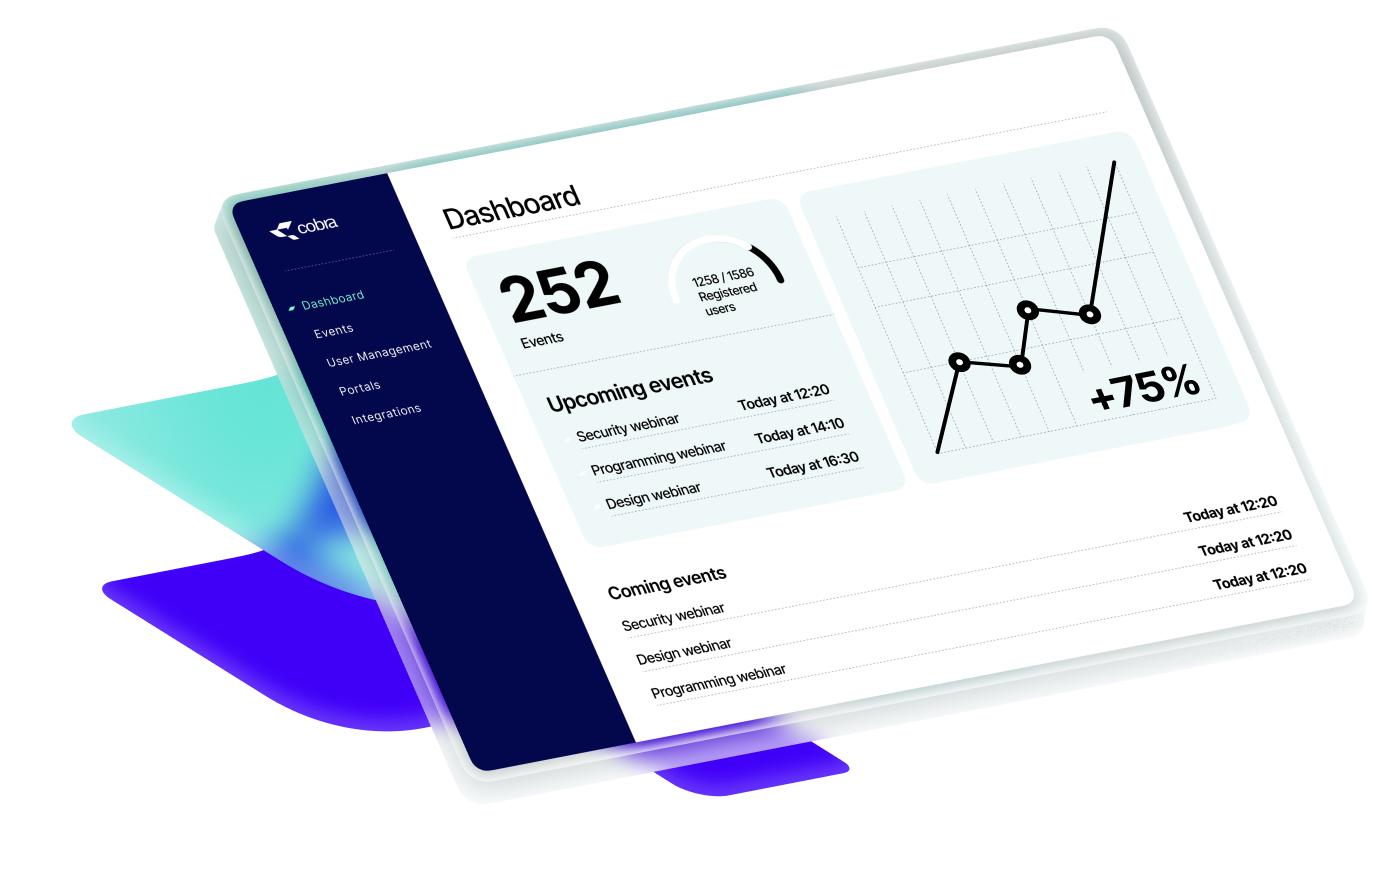 cobra
Dashboard
Events
User Management
Portals
Integrations
Dashboard
252
Events
1258 / 1586
Registered
users
Upcoming events
Security webinar Today at 12:20
Programming webinar Today at 14:10
Design webinar Today at 16:30
+75%
Coming events
Security webinar Today at 12:20
Design webinar Today at 12:20
Programming webinar Today at 12:20